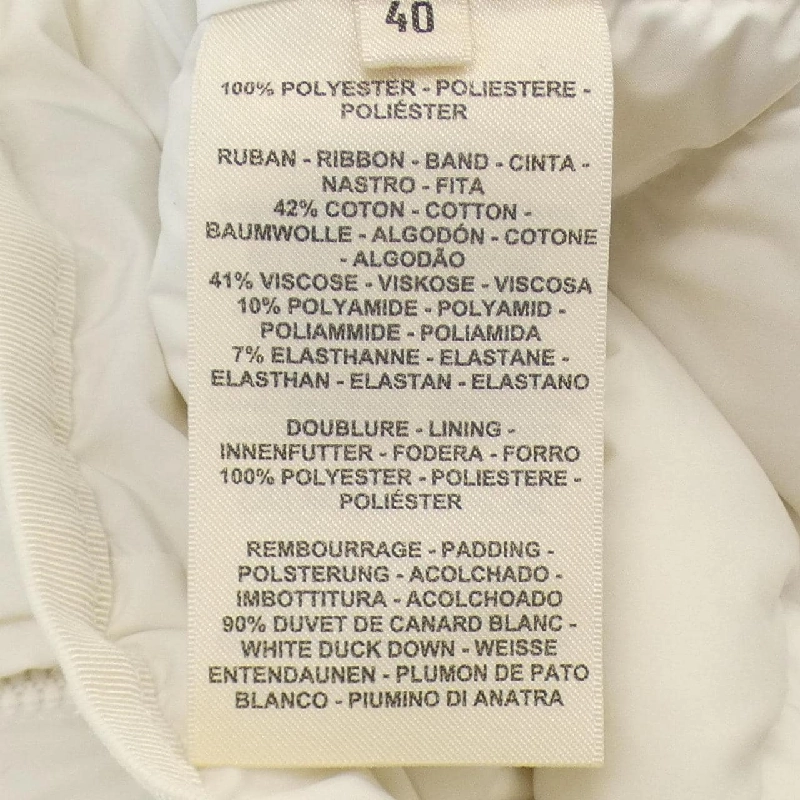 40
100% POLYESTER - POLIESTERE -
POLIÉSTER
RUBAN - RIBBON - BAND - CINTA -
NASTRO - FITA
42% COTON - COTTON -
BAUMWOLLE - ALGODÓN - COTONE
- ALGODÃO
41% VISCOSE - VISKOSE - VISCOSA
10% POLYAMIDE - POLYAMID -
POLIAMMIDE - POLIAMIDA
7% ELASTHANNE - ELASTANE -
ELASTHAN - ELASTAN - ELASTANO
DOUBLURE - LINING -
INNENFUTTER - FODERA - FORRO
100% POLYESTER - POLIESTERE -
POLIÉSTER
REMBOURRAGE - PADDING -
POLSTERUNG - ACOLCHADO -
IMBOTTITURA - ACOLCHOADO
90% DUVET DE CANARD BLANC -
WHITE DUCK DOWN - WEISSE
ENTENDAUNEN - PLUMON DE PATO
BLANCO - PIUMINO DI ANATRA